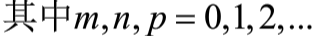 其中m, n, p = 0,1,2,...